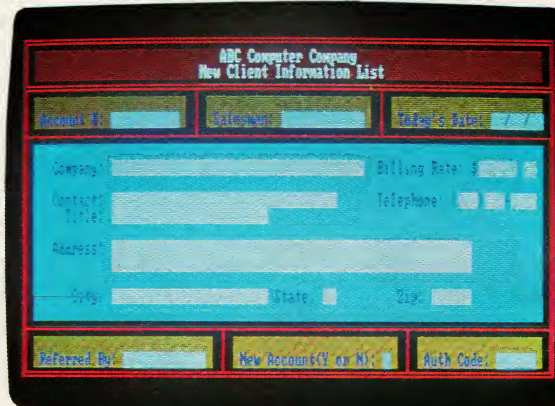 ABC Computer Company
New Client Information List
Account #: Salesman: Today's Date: / /
Company: Billing Rate: $
Contact: Telephone:
Title:
Address:
City: State: Zip:
Referred By: New Account(Y or N): Auth Code: